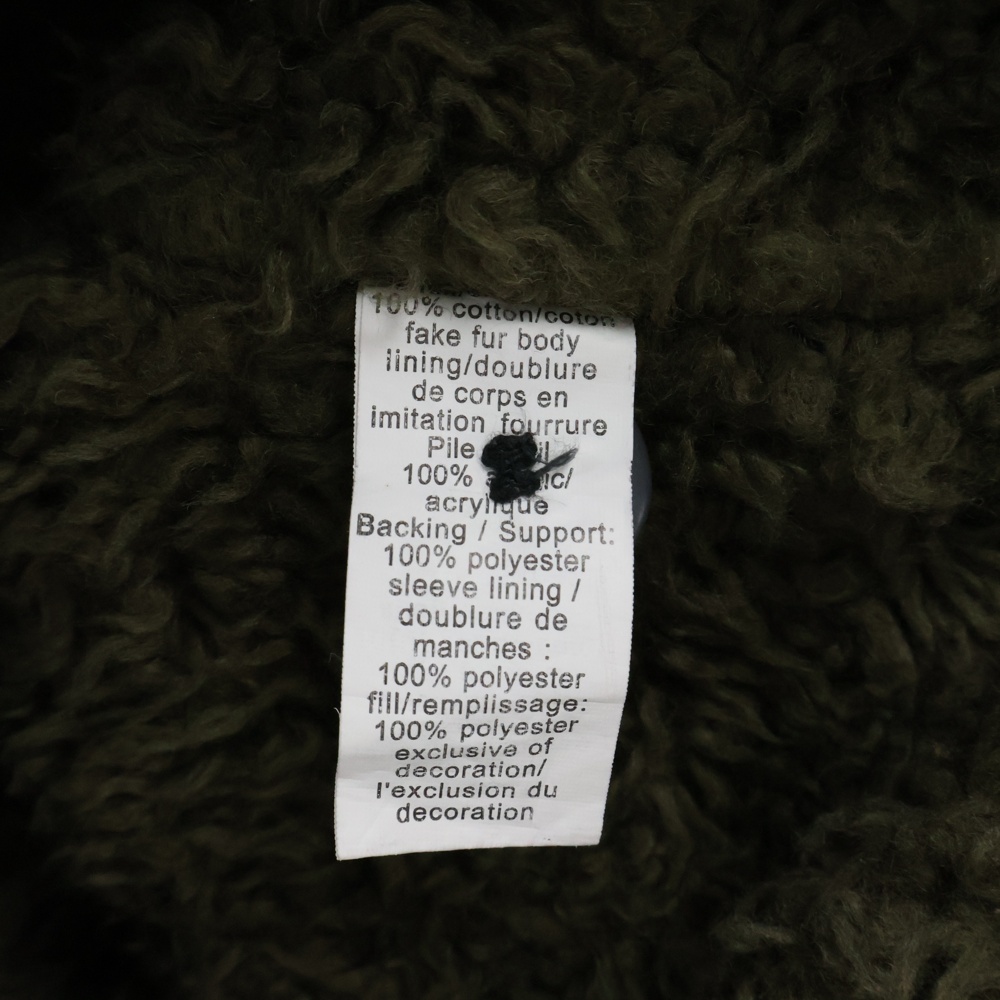 100% cotton/coton
fake fur body
lining/doublure
de corps en
imitation fourrure
Pile
100%
acrylique
Backing / Support:
100% polyester
sleeve lining /
doublure de
manches :
100% polyester
fill/remplissage:
100% polyester
exclusive of
decoration/
l'exclusion du
decoration